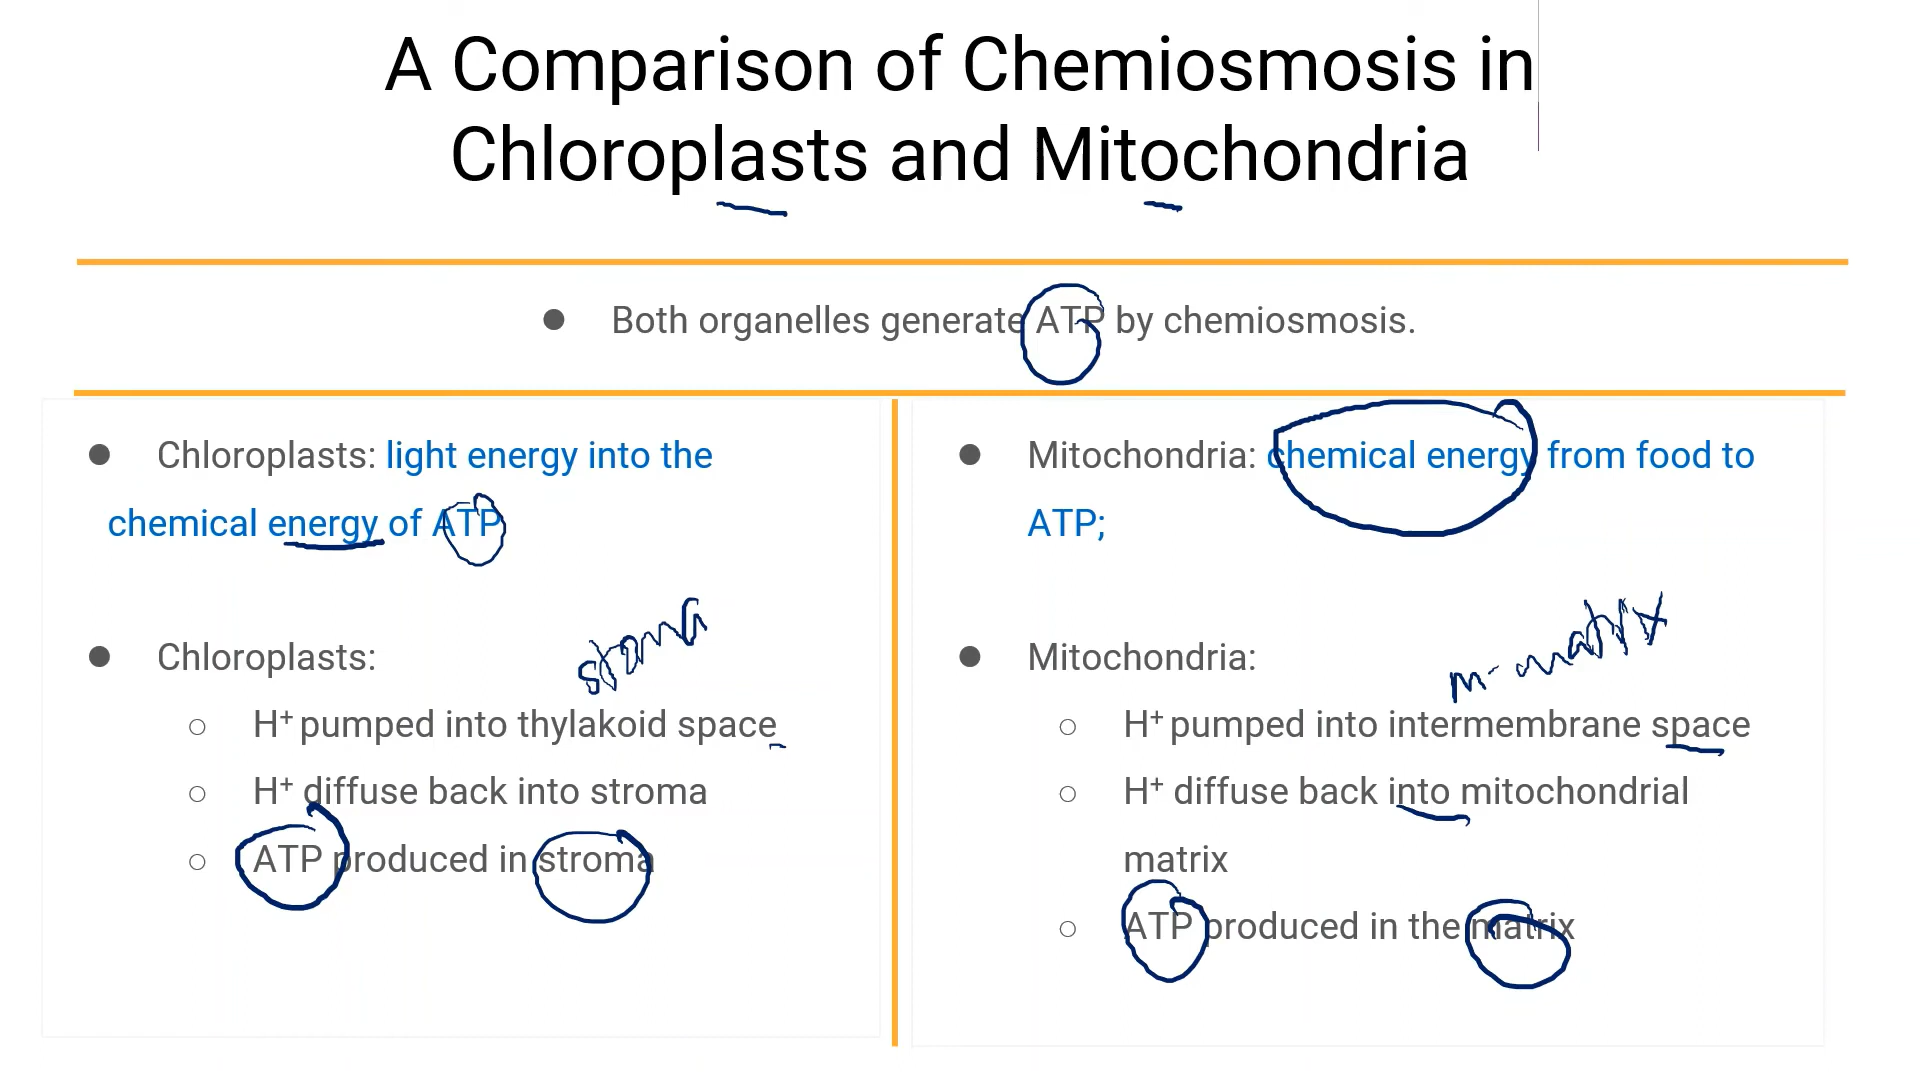 A Comparison of Chemiosmosis in
Chloroplasts and Mitochondria
● Both organelles generate ATP by chemiosmosis.
● Chloroplasts: light energy into the
chemical energy of ATP
stroma
● Chloroplasts:
○ H⁺ pumped into thylakoid space
○ H⁺ diffuse back into stroma
○ ATP produced in stroma
● Mitochondria: chemical energy from food to
ATP;
m-matrix
● Mitochondria:
○ H⁺ pumped into intermembrane space
○ H⁺ diffuse back into mitochondrial
matrix
○ ATP produced in the matrix